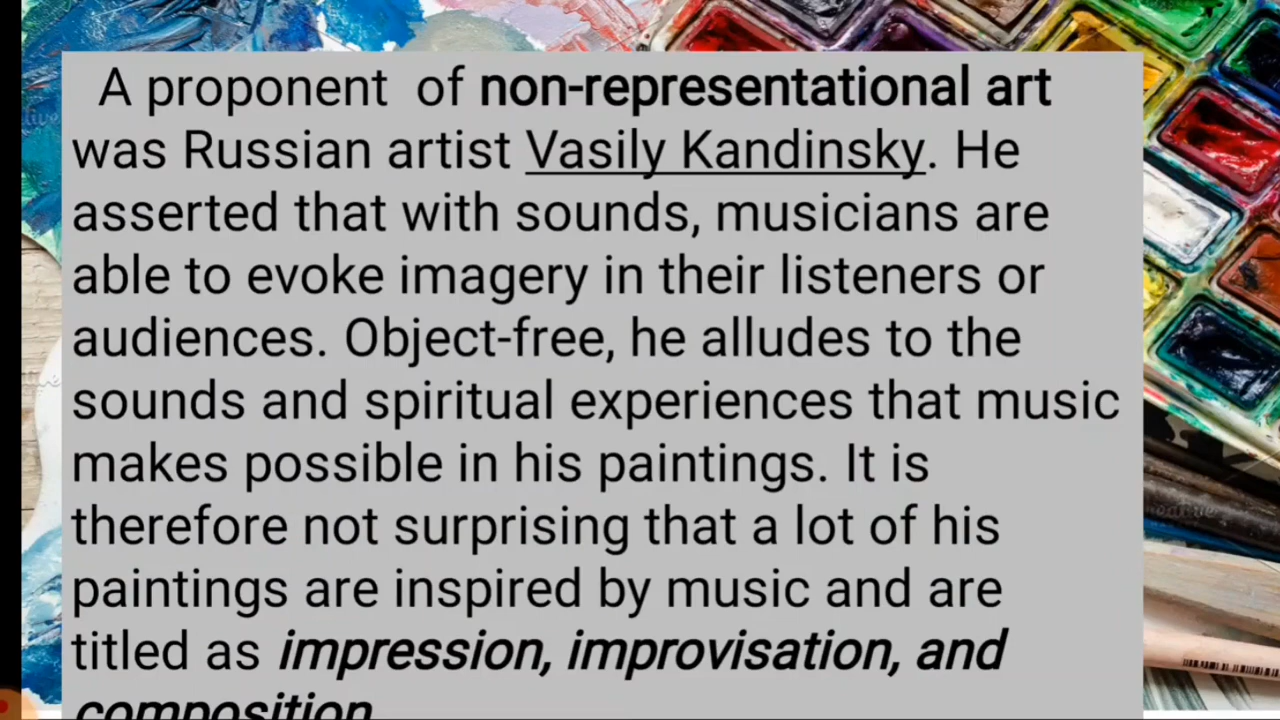 A proponent of non-representational art
was Russian artist Vasily Kandinsky. He
asserted that with sounds, musicians are
able to evoke imagery in their listeners or
audiences. Object-free, he alludes to the
sounds and spiritual experiences that music
makes possible in his paintings. It is
therefore not surprising that a lot of his
paintings are inspired by music and are
titled as impression, improvisation, and
composition